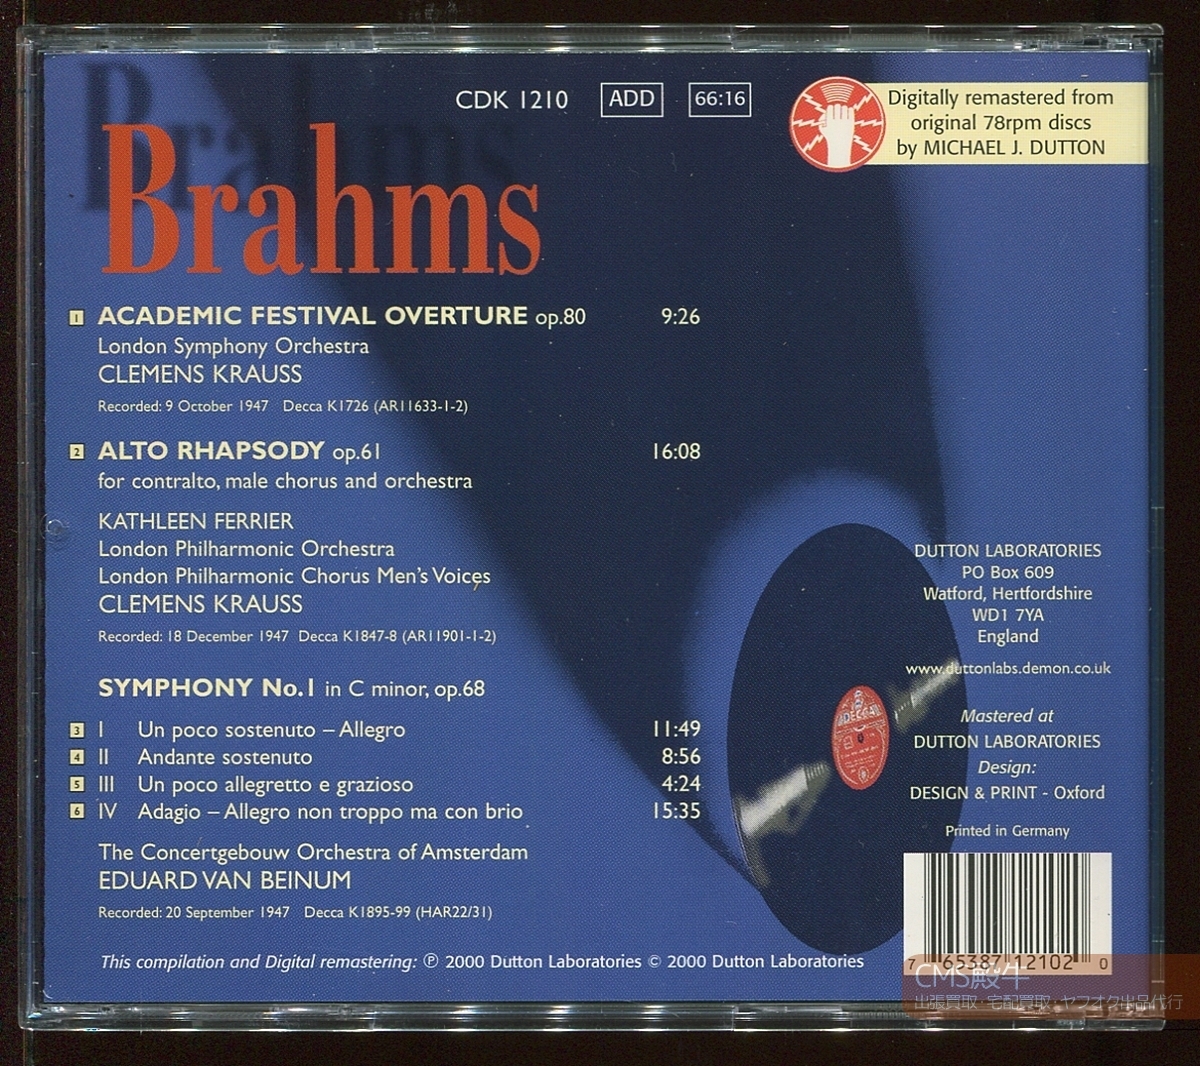 CDK 1210 ADD 66:16
Digitally remastered from
original 78rpm discs
by MICHAEL J. DUTTON
Brahms
Brahms
1 ACADEMIC FESTIVAL OVERTURE op.80 9:26
London Symphony Orchestra
CLEMENS KRAUSS
Recorded: 9 October 1947 Decca K1726 (AR11633-1-2)
2 ALTO RHAPSODY op.61 16:08
for contralto, male chorus and orchestra
KATHLEEN FERRIER
London Philharmonic Orchestra
London Philharmonic Chorus Men's Voices
CLEMENS KRAUSS
Recorded: 18 December 1947 Decca K1847-8 (AR11901-1-2)
SYMPHONY No.1 in C minor, op.68
3 I Un poco sostenuto – Allegro 11:49
4 II Andante sostenuto 8:56
5 III Un poco allegretto e grazioso 4:24
6 IV Adagio – Allegro non troppo ma con brio 15:35
The Concertgebouw Orchestra of Amsterdam
EDUARD VAN BEINUM
Recorded: 20 September 1947 Decca K1895-99 (HAR22/31)
This compilation and Digital remastering: ℗ 2000 Dutton Laboratories © 2000 Dutton Laboratories
DECCA
DUTTON LABORATORIES
PO Box 609
Watford, Hertfordshire
WD1 7YA
England
www.duttonlabs.demon.co.uk
Mastered at
DUTTON LABORATORIES
Design:
DESIGN & PRINT - Oxford
Printed in Germany
7 65387 12102 0
CMS殿牛
出張買取・宅配買取・ヤフオク出品代行